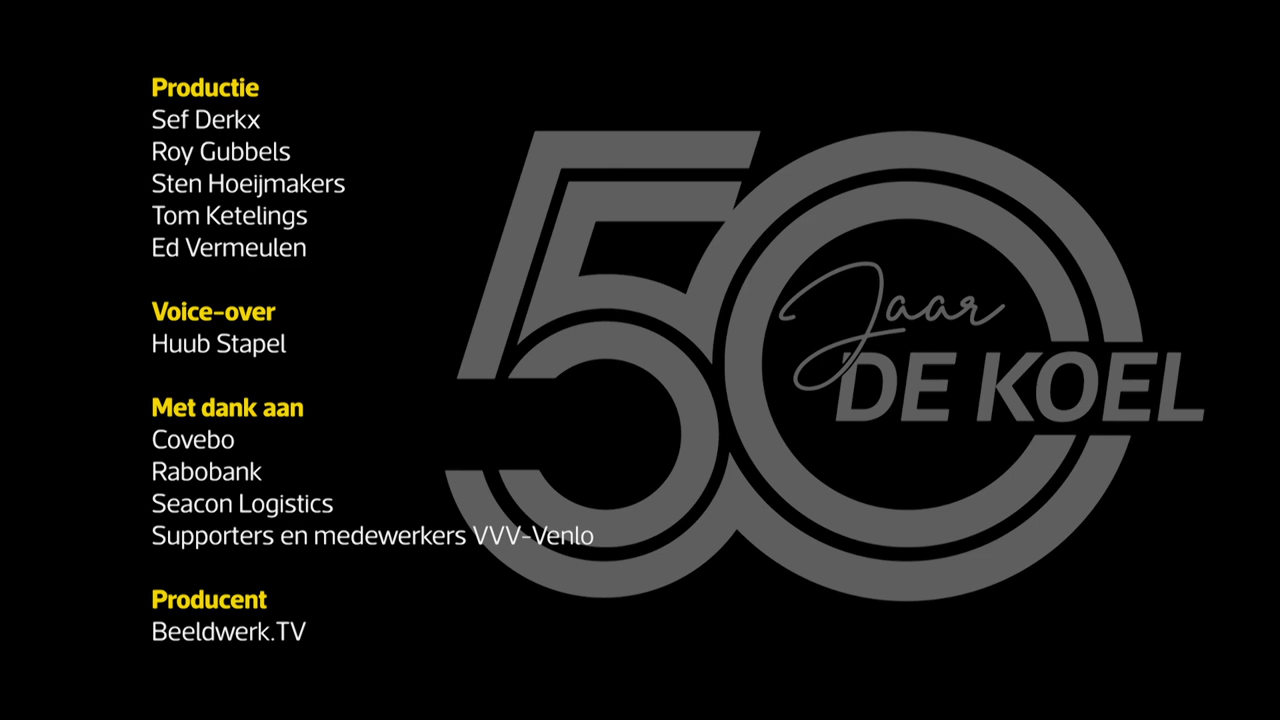 Productie
Sef Derkx
Roy Gubbels
Sten Hoeijmakers
Tom Ketelings
Ed Vermeulen
Voice-over
Huub Stapel
Met dank aan
Covebo
Rabobank
Seacon Logistics
Supporters en medewerkers VVV-Venlo
Producent
Beeldwerk.TV
50
Jaar
DE KOEL